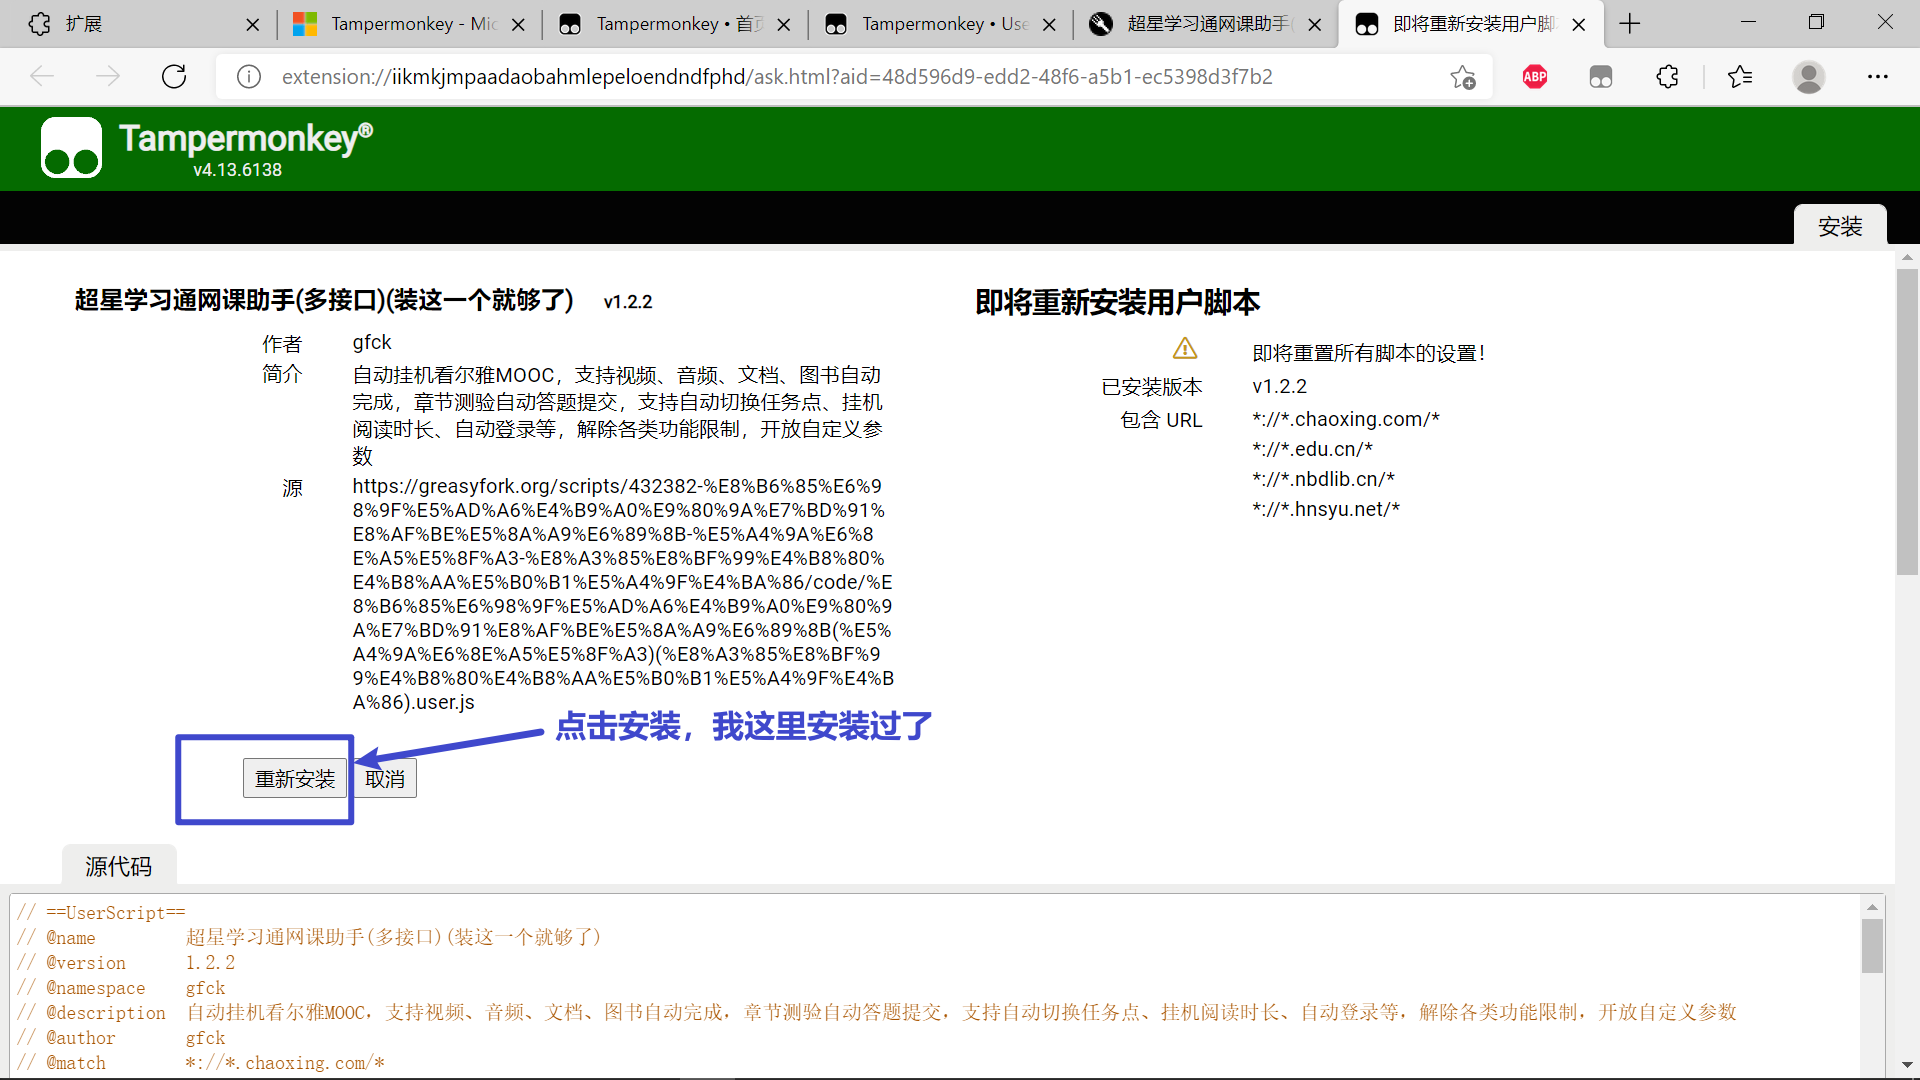 扩展
Tampermonkey - Mic
Tampermonkey • 首页
Tampermonkey • Use
超星学习通网课助手(
即将重新安装用户脚本
extension://iikmkjmpaadaobahmlepeloendndfphd/ask.html?aid=48d596d9-edd2-48f6-a5b1-ec5398d3f7b2
ABP
Tampermonkey®
v4.13.6138
安装
超星学习通网课助手(多接口)(装这一个就够了) v1.2.2
作者 gfck
简介 自动挂机看尔雅MOOC，支持视频、音频、文档、图书自动
完成，章节测验自动答题提交，支持自动切换任务点、挂机
阅读时长、自动登录等，解除各类功能限制，开放自定义参
数
源 https://greasyfork.org/scripts/432382-%E8%B6%85%E6%9
8%9F%E5%AD%A6%E4%B9%A0%E9%80%9A%E7%BD%91%
E8%AF%BE%E5%8A%A9%E6%89%8B-%E5%A4%9A%E6%8
E%A5%E5%8F%A3-%E8%A3%85%E8%BF%99%E4%B8%80%
E4%B8%AA%E5%B0%B1%E5%A4%9F%E4%BA%86/code/%E
8%B6%85%E6%98%9F%E5%AD%A6%E4%B9%A0%E9%80%9
A%E7%BD%91%E8%AF%BE%E5%8A%A9%E6%89%8B(%E5%
A4%9A%E6%8E%A5%E5%8F%A3)(%E8%A3%85%E8%BF%9
9%E4%B8%80%E4%B8%AA%E5%B0%B1%E5%A4%9F%E4%B
A%86).user.js
即将重新安装用户脚本
即将重置所有脚本的设置！
已安装版本 v1.2.2
包含 URL *://*.chaoxing.com/*
*://*.edu.cn/*
*://*.nbdlib.cn/*
*://*.hnsyu.net/*
点击安装，我这里安装过了
重新安装 取消
源代码
// ==UserScript==
// @name 超星学习通网课助手(多接口)(装这一个就够了)
// @version 1.2.2
// @namespace gfck
// @description 自动挂机看尔雅MOOC，支持视频、音频、文档、图书自动完成，章节测验自动答题提交，支持自动切换任务点、挂机阅读时长、自动登录等，解除各类功能限制，开放自定义参数
// @author gfck
// @match *://*.chaoxing.com/*